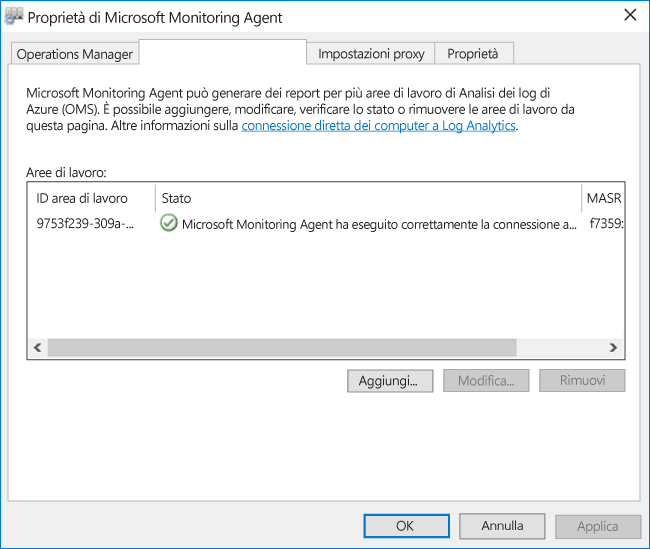 Proprietà di Microsoft Monitoring Agent
Operations Manager
Impostazioni proxy
Proprietà
Microsoft Monitoring Agent può generare dei report per più aree di lavoro di Analisi dei log di
Azure (OMS). È possibile aggiungere, modificare, verificare lo stato o rimuovere le aree di lavoro da
questa pagina. Altre informazioni sulla connessione diretta dei computer a Log Analytics.
Aree di lavoro:
ID area di lavoro Stato MASR
9753f239-309a-... Microsoft Monitoring Agent ha eseguito correttamente la connessione a... f7359:
Aggiungi... Modifica... Rimuovi
OK Annulla Applica